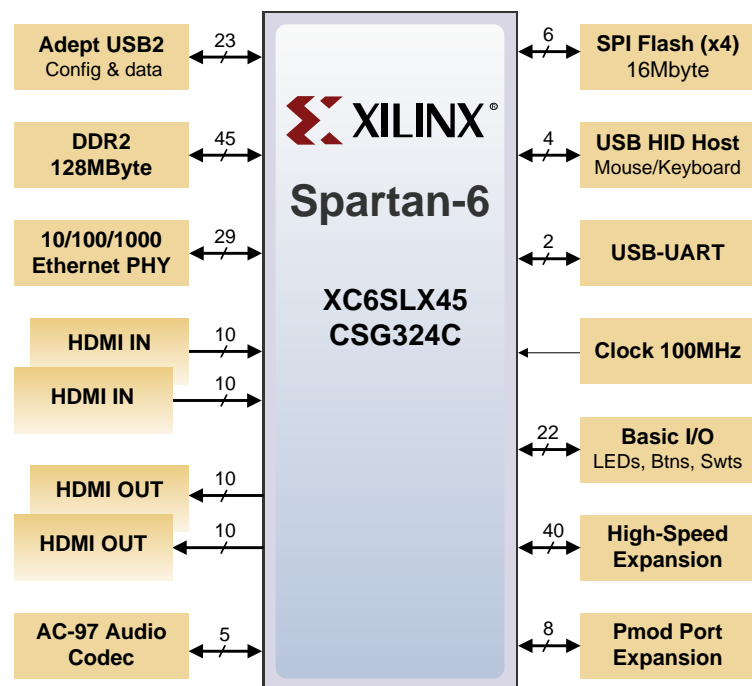 Adept USB2
Config & data
23
DDR2
128MByte
45
10/100/1000
Ethernet PHY
29
HDMI IN
10
HDMI IN
10
HDMI OUT
10
HDMI OUT
10
AC-97 Audio
Codec
5
XILINX®
Spartan-6
XC6SLX45
CSG324C
6
SPI Flash (x4)
16Mbyte
4
USB HID Host
Mouse/Keyboard
2
USB-UART
Clock 100MHz
22
Basic I/O
LEDs, Btns, Swts
40
High-Speed
Expansion
8
Pmod Port
Expansion